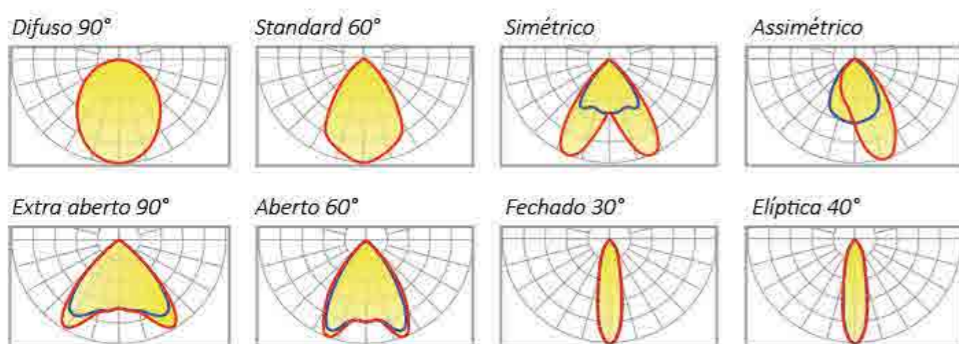 Difuso 90°
Standard 60°
Simétrico
Assimétrico
Extra aberto 90°
Aberto 60°
Fechado 30°
Elíptica 40°